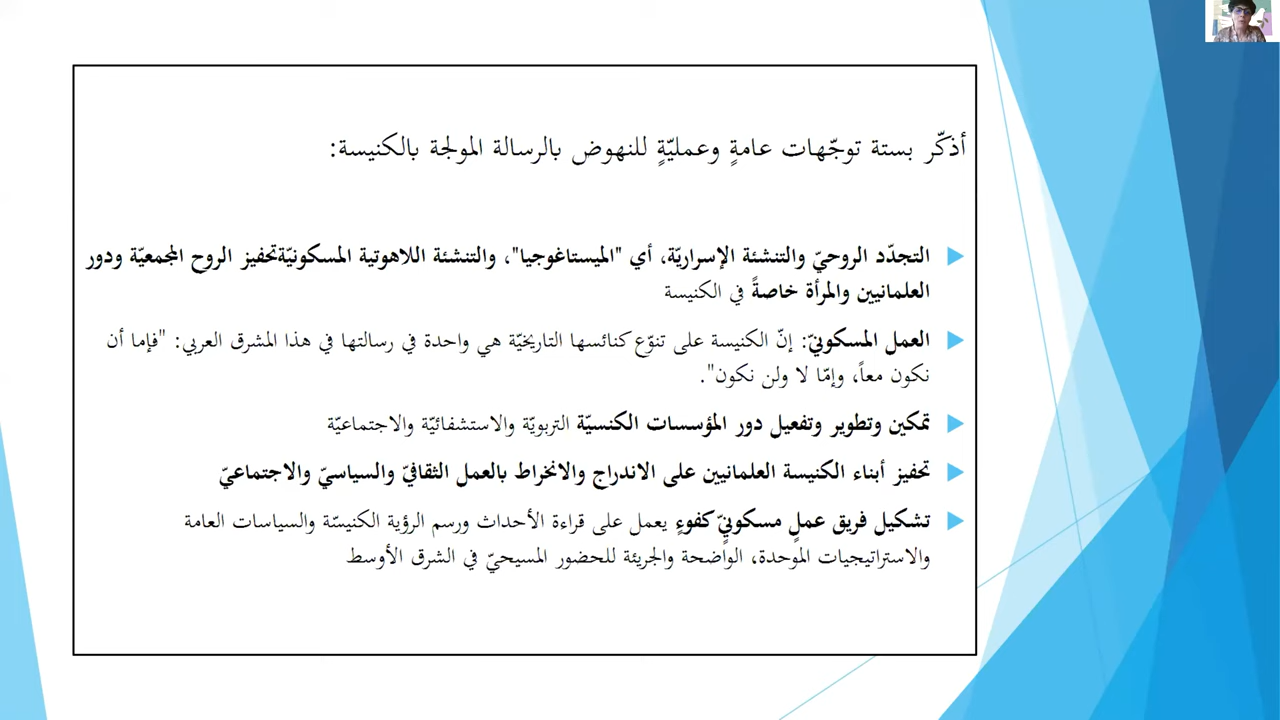 أذكّر بستة توجّهات عامةٍ وعمليّةٍ للنهوض بالرسالة المولجة بالكنيسة:
التجدّد الروحيّ والتنشئة الإسراريّة، أي "الميستاغوجيا"، والتنشئة اللاهوتية المسكونيّةتحفيز الروح المجمعيّة ودور
العلمانيين والمرأة خاصةً في الكنيسة
العمل المسكونيّ: إنّ الكنيسة على تنوّع كنائسها التاريخيّة هي واحدة في رسالتها في هذا المشرق العربي: "فإما أن
نكون معاً، وإمّا لا ولن نكون".
تمكين وتطوير وتفعيل دور المؤسسات الكنسيّة التربويّة والاستشفائيّة والاجتماعيّة
تحفيز أبناء الكنيسة العلمانيين على الاندراج والانخراط بالعمل الثقافيّ والسياسيّ والاجتماعيّ
تشكيل فريق عملٍ مسكونيٍّ كفوءٍ يعمل على قراءة الأحداث ورسم الرؤية الكنيسّة والسياسات العامة
والاستراتيجيات الموحدة، الواضحة والجريئة للحضور المسيحيّ في الشرق الأوسط